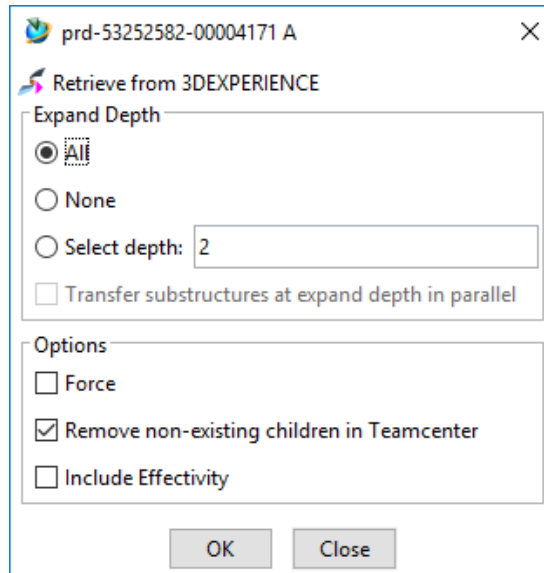 prd-53252582-00004171 A
Retrieve from 3DEXPERIENCE
Expand Depth
All
None
Select depth: 2
Transfer substructures at expand depth in parallel
Options
Force
Remove non-existing children in Teamcenter
Include Effectivity
OK Close